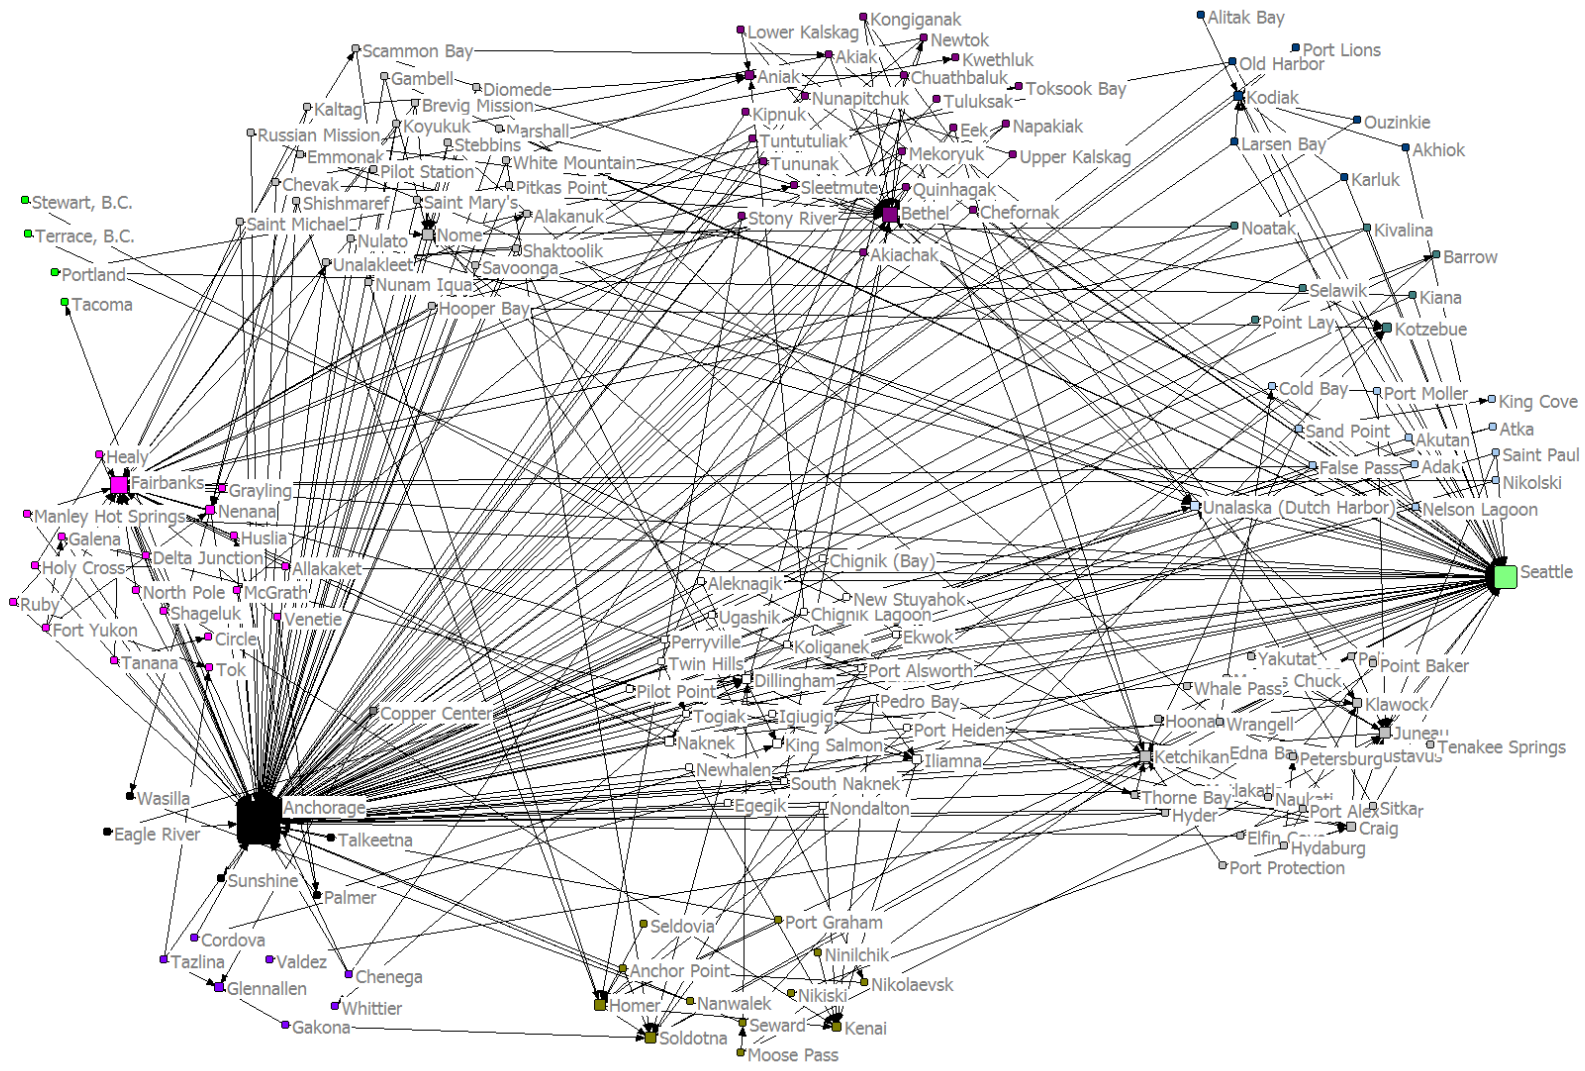 Kongiganak
Alitak Bay
Lower Kalskag
Newtok
Scammon Bay
Port Lions
Akiak
Kwethluk
Old Harbor
Gambell
Aniak
Chuathbaluk
Diomede
Toksook Bay
Kaltag
Brevig Mission
Nunapitchuk
Tuluksak
Kodiak
Kipnuk
Koyukuk
Marshall
Ouzinkie
Russian Mission
Eek
Napakiak
Stebbins
Tuntutuliak
Larsen Bay
Akhiok
Emmonak
White Mountain
Tununak
Mekoryuk
Upper Kalskag
Pilot Station
Karluk
Chevak
Pitkas Point
Sleetmute
Quinhagak
Stewart, B.C.
Shishmaref
Saint Mary's
Alakanuk
Stony River
Bethel
Chefornak
Saint Michael
Noatak
Kivalina
Terrace, B.C.
Nome
Nulato
Shaktoolik
Akiachak
Barrow
Portland
Unalakleet
Savoonga
Nunam Iqua
Selawik
Kiana
Tacoma
Hooper Bay
Point Lay
Kotzebue
Cold Bay
Port Moller
King Cove
Sand Point
Akutan
Atka
Healy
False Pass
Adak
Saint Paul
Fairbanks
Grayling
Nikolski
Nenana
Unalaska (Dutch Harbor)
Nelson Lagoon
Manley Hot Springs
Galena
Huslia
Holy Cross
Delta Junction
Allakaket
Chignik (Bay)
Seattle
Aleknagik
North Pole
McGrath
New Stuyahok
Ruby
Shageluk
Venetie
Ugashik
Chignik Lagoon
Fort Yukon
Circle
Perryville
Koliganek
Ekwok
Tanana
Tok
Twin Hills
Dillingham
Port Alsworth
Yakutat
Point Baker
Chuck
Pilot Point
Whale Pass
Klawock
Copper Center
Togiak
Igiugig
Pedro Bay
Hoonah
Wrangell
Port Heiden
Juneau
Naknek
King Salmon
Iliamna
Ketchikan
Edna Bay
Petersburg
Tenakee Springs
Newhalen
South Naknek
Wasilla
Anchorage
Egegik
Nondalton
Thorne Bay
Naukati
Hyder
Port Alex
Sitka
Eagle River
Talkeetna
Elfin Cove
Craig
Hydaburg
Sunshine
Palmer
Port Protection
Seldovia
Port Graham
Cordova
Tazlina
Valdez
Chenega
Anchor Point
Ninilchik
Glennallen
Nikolaevsk
Whittier
Homer
Nanwalek
Nikiski
Gakona
Soldotna
Seward
Kenai
Moose Pass